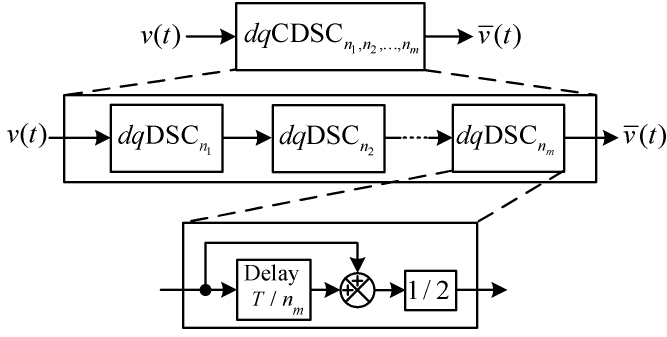 v(t) dqCDSC_{n_1,n_2,...,n_m} v̅(t)
v(t) dqDSC_{n_1} dqDSC_{n_2} dqDSC_{n_m} v̅(t)
Delay
T / n_m
+
+
1/2